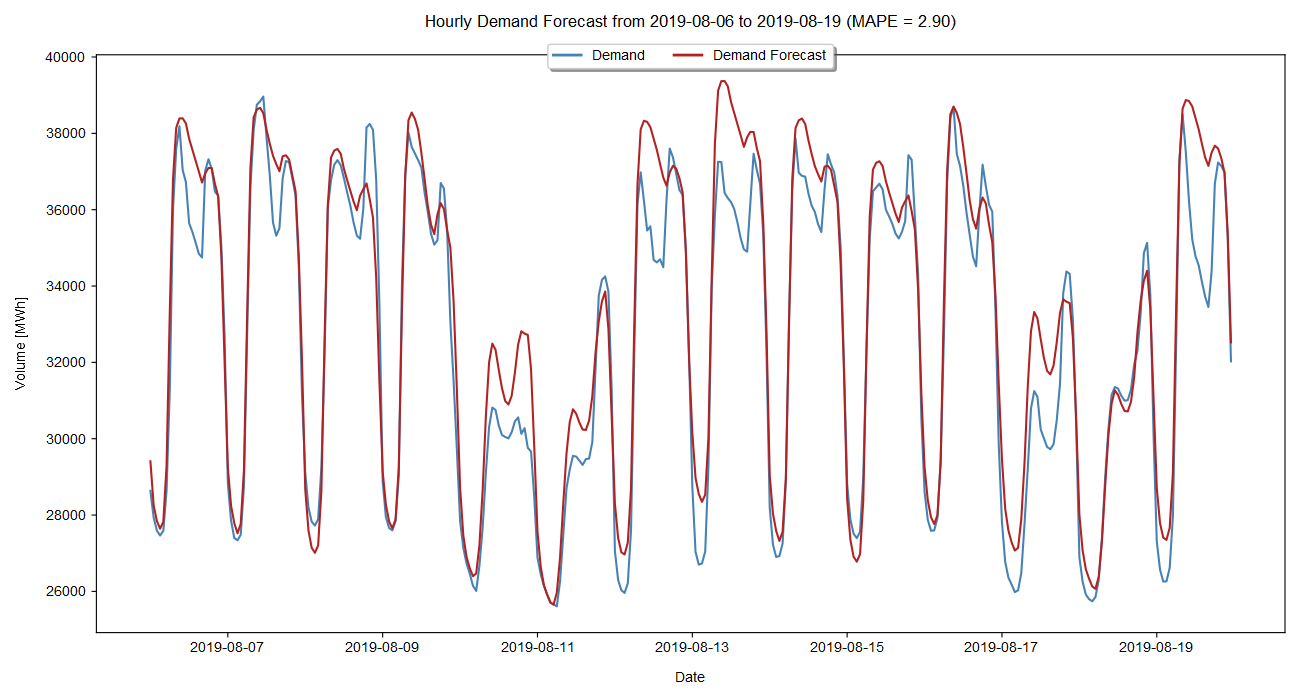 Hourly Demand Forecast from 2019-08-06 to 2019-08-19 (MAPE = 2.90)
Demand Demand Forecast
40000
38000
36000
34000
32000
30000
28000
26000
Volume [MWh]
2019-08-07 2019-08-09 2019-08-11 2019-08-13 2019-08-15 2019-08-17 2019-08-19
Date